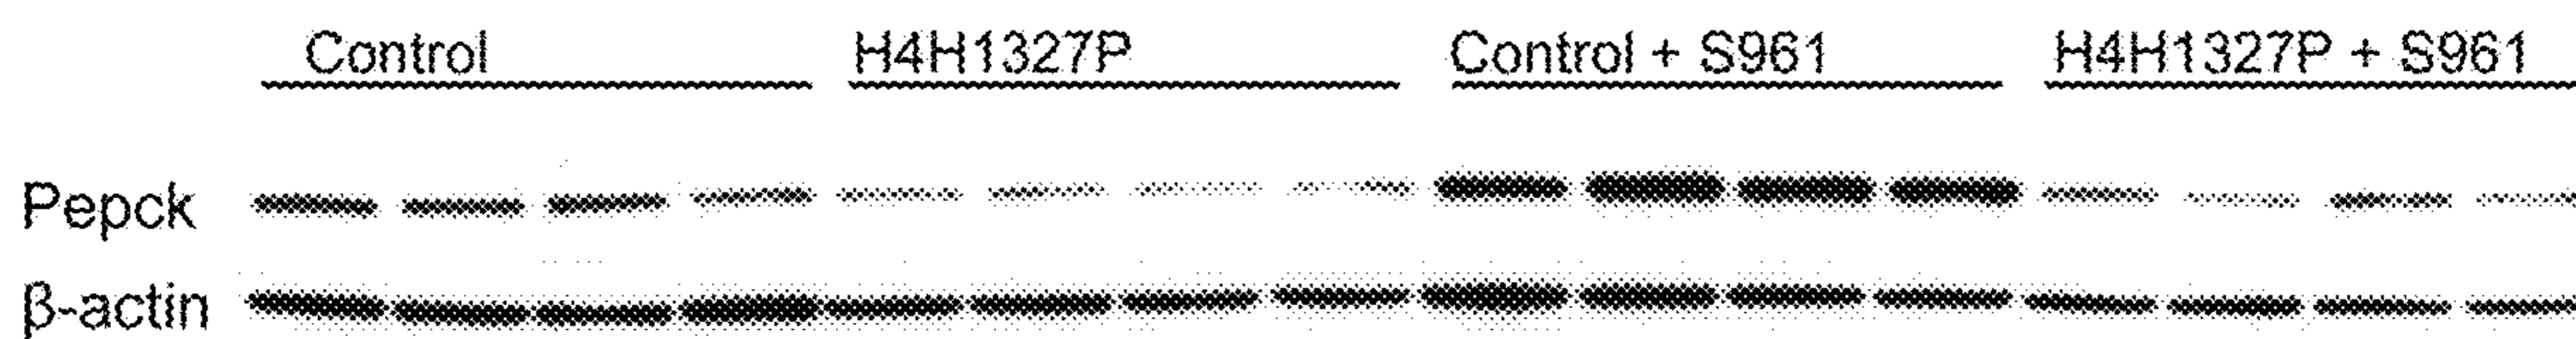 Control H4H1327P Control + S961 H4H1327P + S961
Pepck
β-actin